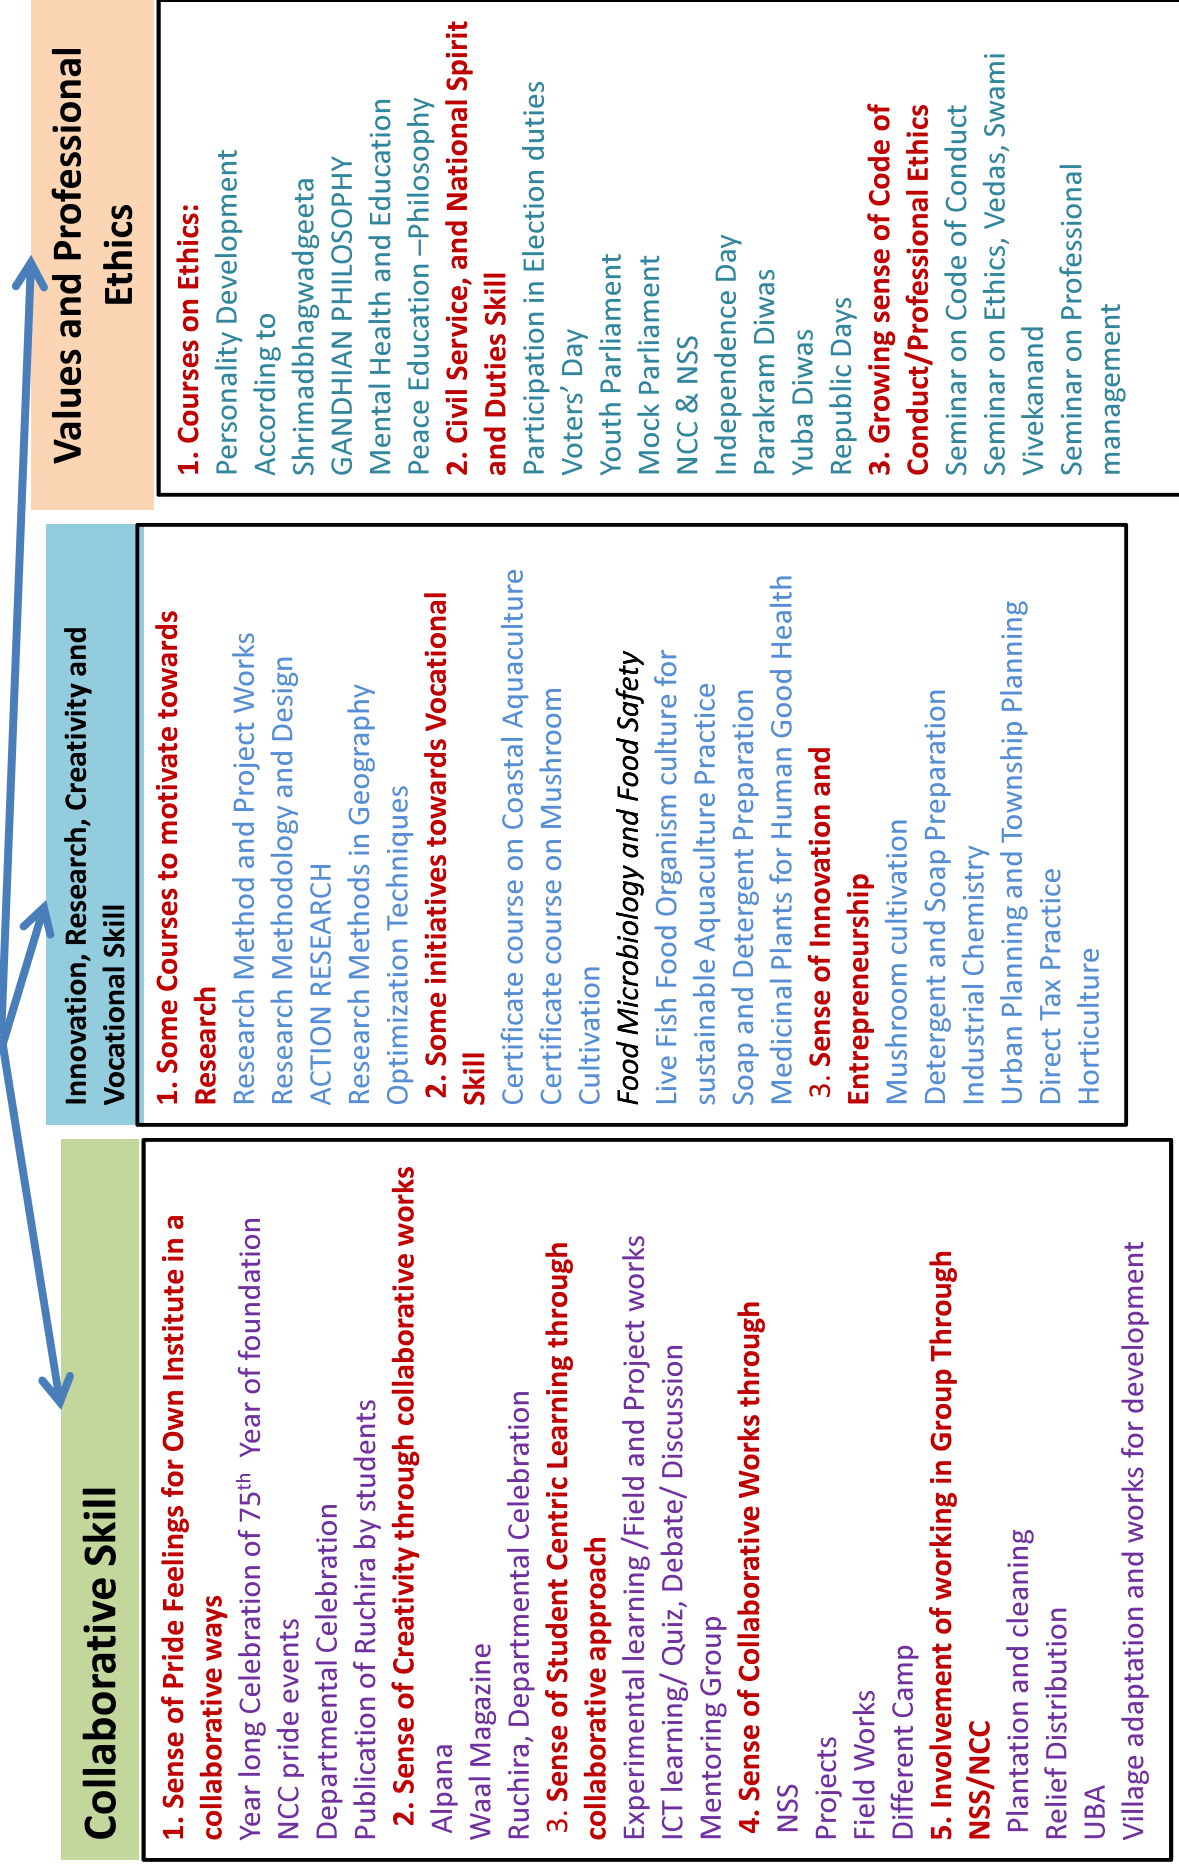 Collaborative Skill
1. Sense of Pride Feelings for Own Institute in a
collaborative ways
Year long Celebration of 75th Year of foundation
NCC pride events
Departmental Celebration
Publication of Ruchira by students
2. Sense of Creativity through collaborative works
Alpana
Waal Magazine
Ruchira, Departmental Celebration
3. Sense of Student Centric Learning through
collaborative approach
Experimental learning /Field and Project works
ICT learning/ Quiz, Debate/ Discussion
Mentoring Group
4. Sense of Collaborative Works through
NSS
Projects
Field Works
Different Camp
5. Involvement of working in Group Through
NSS/NCC
Plantation and cleaning
Relief Distribution
UBA
Village adaptation and works for development
Innovation, Research, Creativity and
Vocational Skill
1. Some Courses to motivate towards
Research
Research Method and Project Works
Research Methodology and Design
ACTION RESEARCH
Research Methods in Geography
Optimization Techniques
2. Some initiatives towards Vocational
Skill
Certificate course on Coastal Aquaculture
Certificate course on Mushroom
Cultivation
Food Microbiology and Food Safety
Live Fish Food Organism culture for
sustainable Aquaculture Practice
Soap and Detergent Preparation
Medicinal Plants for Human Good Health
3. Sense of Innovation and
Entrepreneurship
Mushroom cultivation
Detergent and Soap Preparation
Industrial Chemistry
Urban Planning and Township Planning
Direct Tax Practice
Horticulture
Values and Professional
Ethics
1. Courses on Ethics:
Personality Development
According to
Shrimadbhagwadgeeta
GANDHIAN PHILOSOPHY
Mental Health and Education
Peace Education –Philosophy
2. Civil Service, and National Spirit
and Duties Skill
Participation in Election duties
Voters’ Day
Youth Parliament
Mock Parliament
NCC & NSS
Independence Day
Parakram Diwas
Yuba Diwas
Republic Days
3. Growing sense of Code of
Conduct/Professional Ethics
Seminar on Code of Conduct
Seminar on Ethics, Vedas, Swami
Vivekanand
Seminar on Professional
management